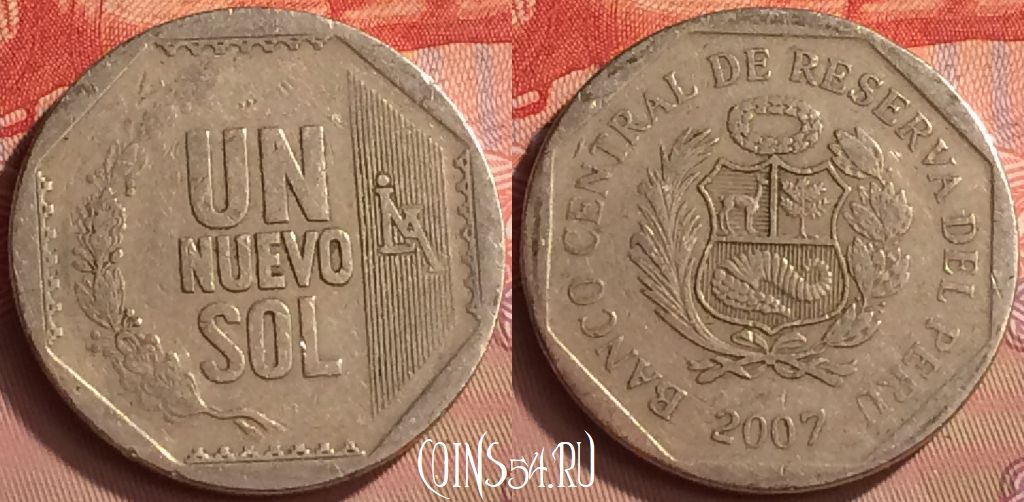 UN
NUEVO
SOL
BANCO CENTRAL DE RESERVA DEL PERU
2007
COINS54.RU